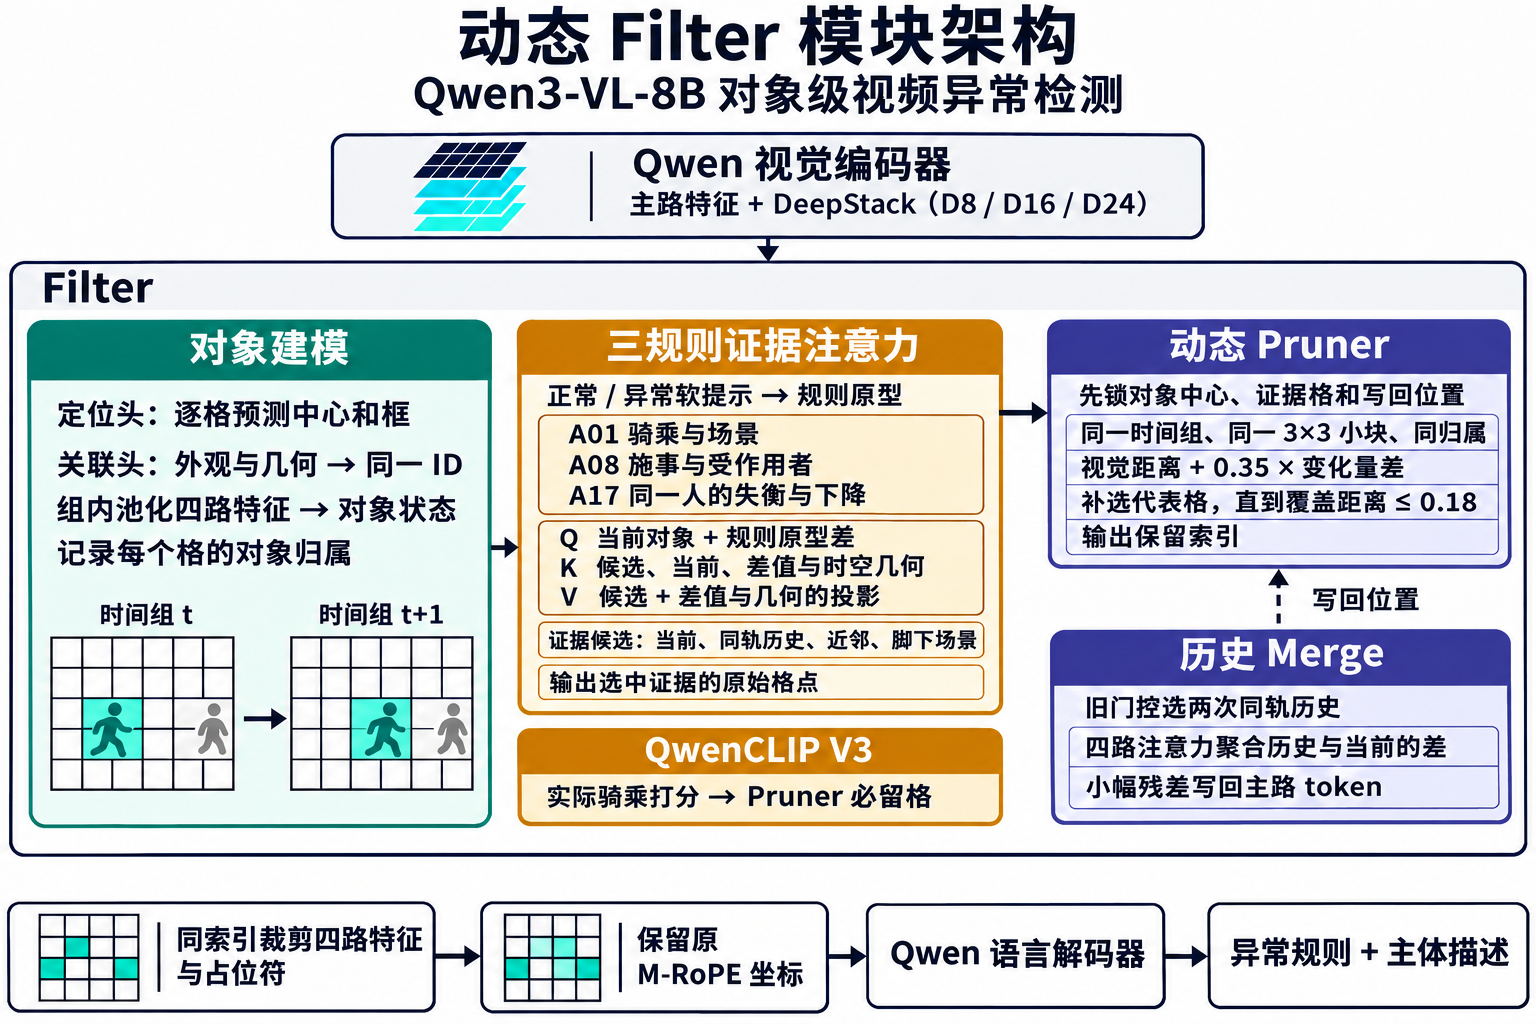 动态 Filter 模块架构
Qwen3-VL-8B 对象级视频异常检测
Qwen 视觉编码器
主路特征 + DeepStack（D8 / D16 / D24）
Filter
对象建模
定位头：逐格预测中心和框
关联头：外观与几何 → 同一 ID
组内池化四路特征 → 对象状态
记录每个格的对象归属
时间组 t
时间组 t+1
三规则证据注意力
正常 / 异常软提示 → 规则原型
A01 骑乘与场景
A08 施事与受作用者
A17 同一人的失衡与下降
Q 当前对象 + 规则原型差
K 候选、当前、差值与时空几何
V 候选 + 差值与几何的投影
证据候选：当前、同轨历史、近邻、脚下场景
输出选中证据的原始格点
QwenCLIP V3
实际骑乘打分 → Pruner 必留格
动态 Pruner
先锁对象中心、证据格和写回位置
同一时间组、同一 3×3 小块、同归属
视觉距离 + 0.35 × 变化量差
补选代表格，直到覆盖距离 ≤ 0.18
输出保留索引
写回位置
历史 Merge
旧门控选两次同轨历史
四路注意力聚合历史与当前的差
小幅残差写回主路 token
同索引裁剪四路特征
与占位符
保留原
M-RoPE 坐标
Qwen 语言解码器
异常规则 + 主体描述